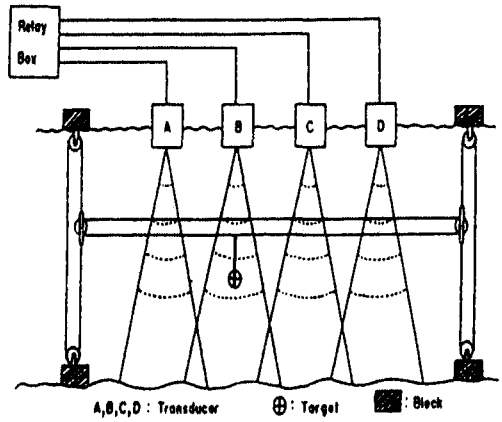 Relay
Box
A
B
C
D
A,B,C,D : Transducer
: Target
: Block